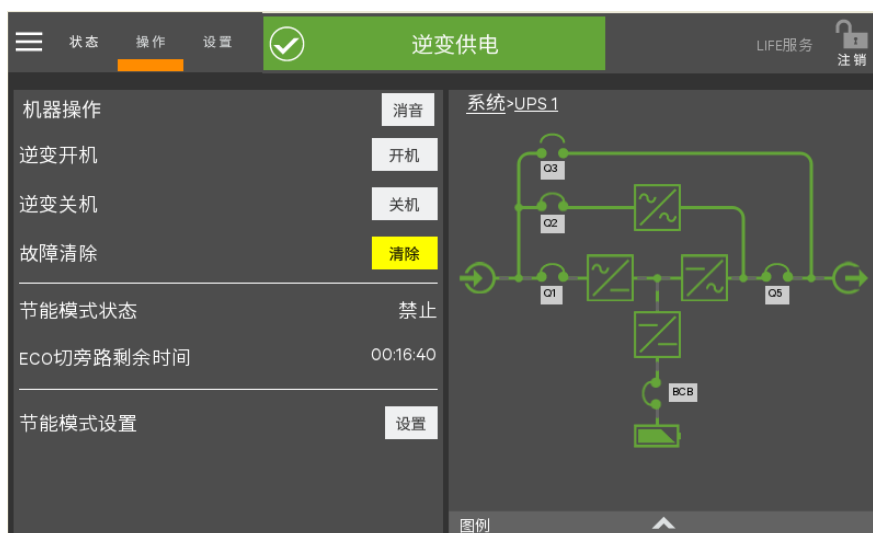 状态 操作 设置 逆变供电 LIFE服务 注销
机器操作 消音
逆变开机 开机
逆变关机 关机
故障清除 清除
节能模式状态 禁止
ECO切旁路剩余时间 00:16:40
节能模式设置 设置
系统>UPS 1
Q3
Q2
Q1
Q5
BCB
图例